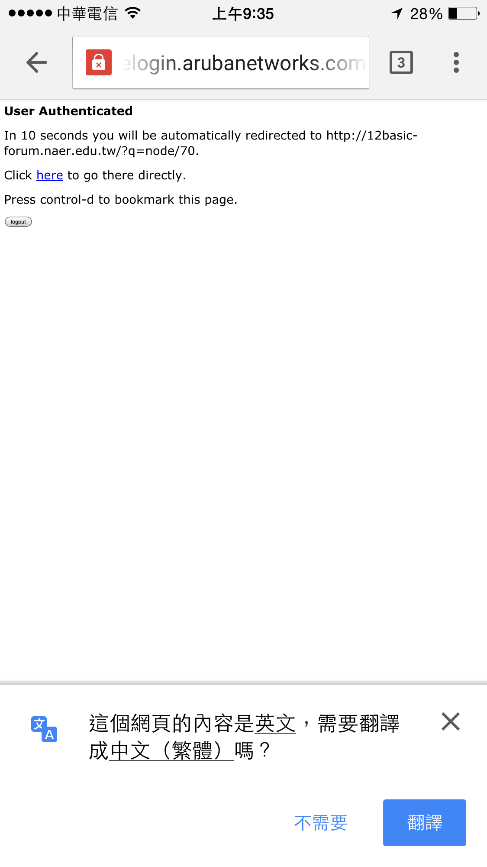 中華電信 上午9:35 28%
elogin.arubanetworks.com 3
User Authenticated
In 10 seconds you will be automatically redirected to http://12basic-
forum.naer.edu.tw/?q=node/70.
Click here to go there directly.
Press control-d to bookmark this page.
logout
這個網頁的內容是英文，需要翻譯
成中文（繁體）嗎？
不需要 翻譯